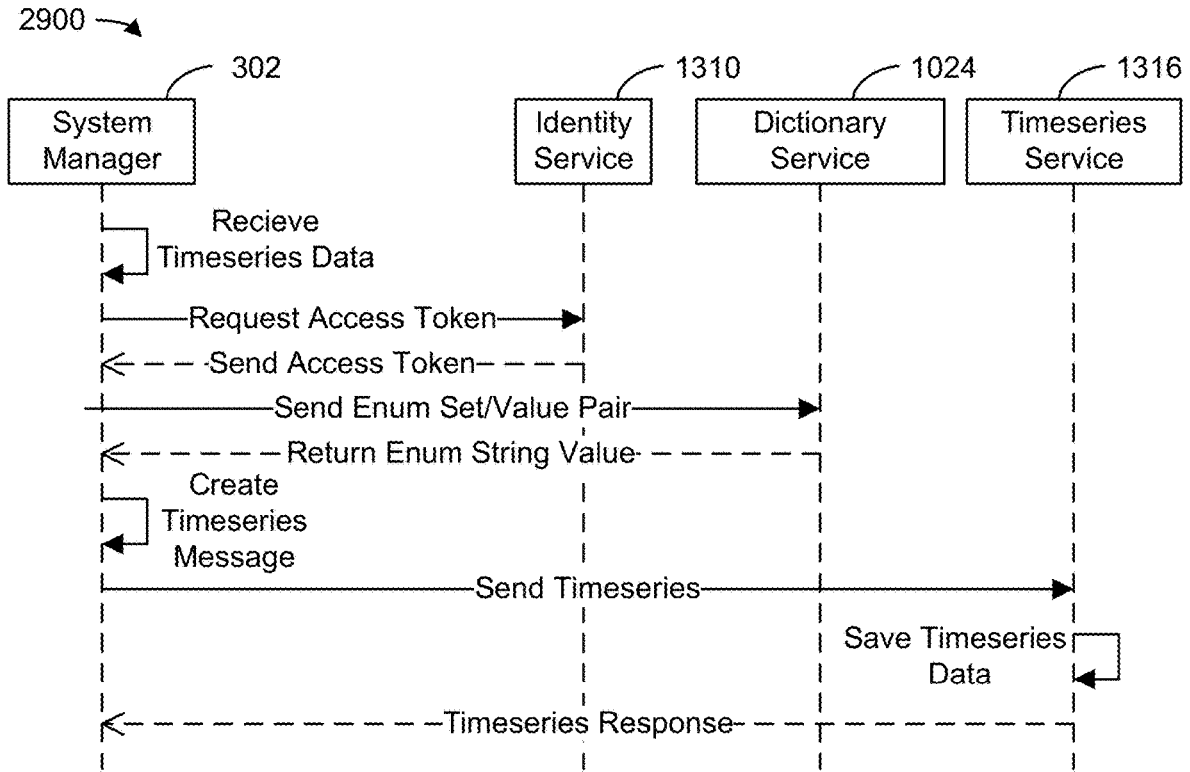 2900
302
1310
1024
1316
System
Manager
Identity
Service
Dictionary
Service
Timeseries
Service
Recieve
Timeseries Data
Request Access Token
Send Access Token
Send Enum Set/Value Pair
Return Enum String Value
Create
Timeseries
Message
Send Timeseries
Save Timeseries
Data
Timeseries Response